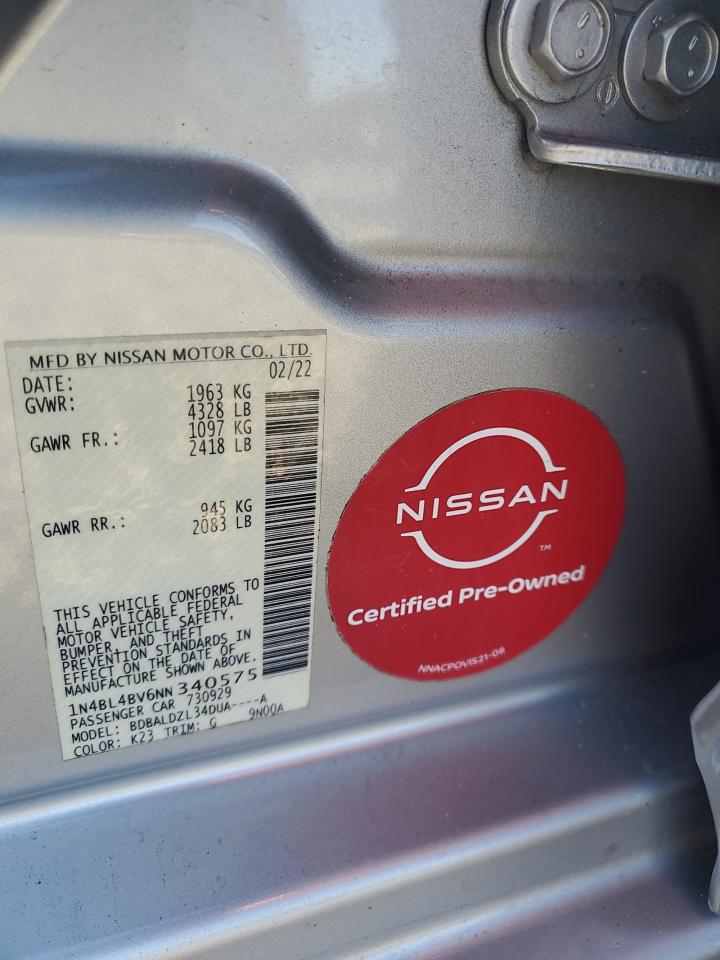 MFD BY NISSAN MOTOR CO., LTD.
DATE: 02/22
GVWR: 1963 KG
4328 LB
GAWR FR.: 1097 KG
2418 LB
GAWR RR.: 945 KG
2083 LB
THIS VEHICLE CONFORMS TO
ALL APPLICABLE FEDERAL
MOTOR VEHICLE SAFETY,
BUMPER, AND THEFT
PREVENTION STANDARDS IN
EFFECT ON THE DATE OF
MANUFACTURE SHOWN ABOVE.
1N4BL4BV6NN340575
PASSENGER CAR 730929
MODEL: BDBALDZL34DUA----A
COLOR: K23 TRIM: G 9N00A
NISSAN
TM
Certified Pre-Owned
NNACPOVIS21-06